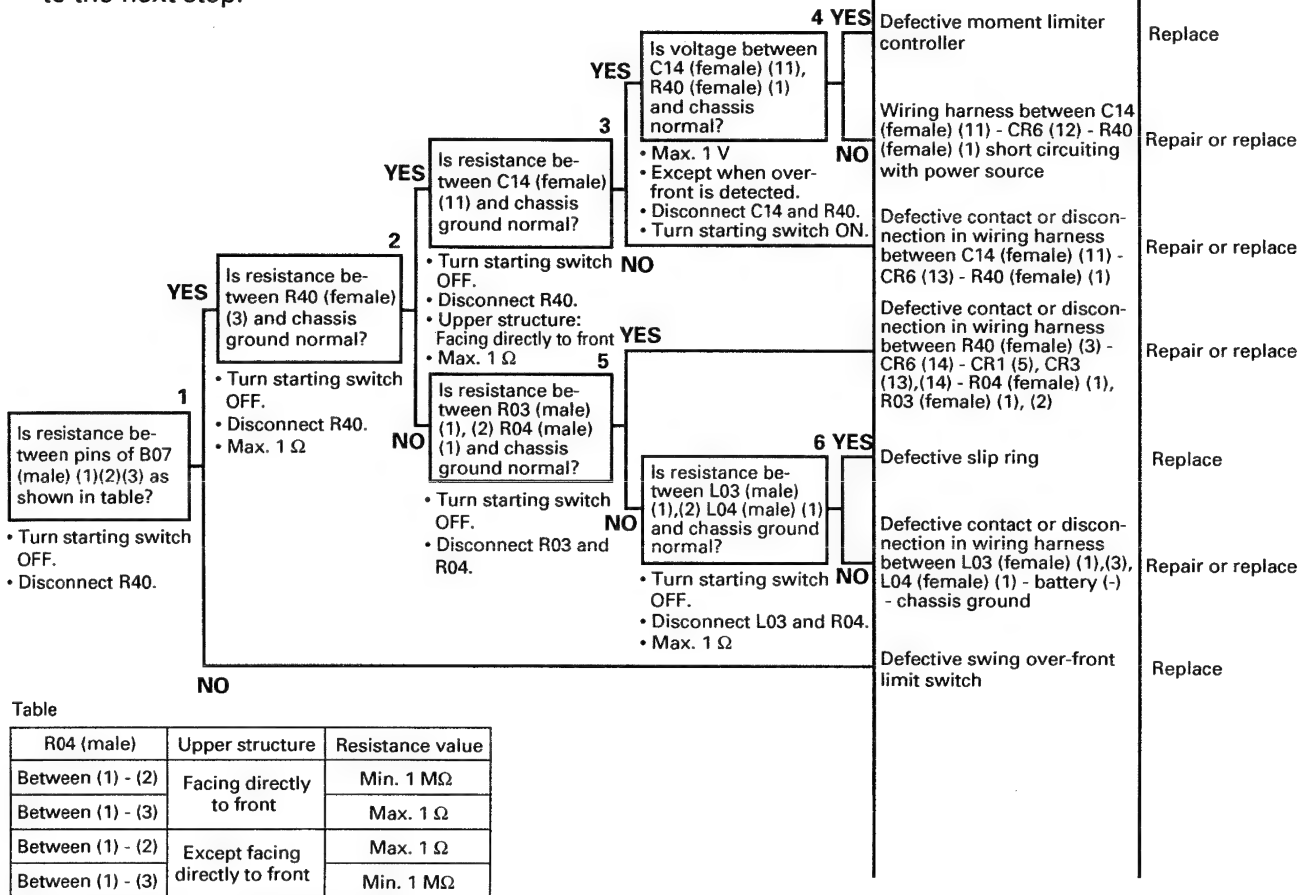 to the next step.
1
Is resistance be-
tween pins of B07
(male) (1)(2)(3) as
shown in table?
• Turn starting switch
OFF.
• Disconnect R40.
YES
NO
2
Is resistance be-
tween R40 (female)
(3) and chassis
ground normal?
• Turn starting switch
OFF.
• Disconnect R40.
• Max. 1 Ω
YES
NO
3
Is resistance be-
tween C14 (female)
(11) and chassis
ground normal?
• Turn starting switch
OFF.
• Disconnect R40.
• Upper structure:
Facing directly to front
• Max. 1 Ω
YES
NO
4
Is voltage between
C14 (female) (11),
R40 (female) (1)
and chassis
normal?
• Max. 1 V
• Except when over-
front is detected.
• Disconnect C14 and R40.
• Turn starting switch ON.
YES
NO
5
Is resistance be-
tween R03 (male)
(1), (2) R04 (male)
(1) and chassis
ground normal?
• Turn starting switch
OFF.
• Disconnect R03 and
R04.
YES
NO
6
Is resistance be-
tween L03 (male)
(1),(2) L04 (male) (1)
and chassis ground
normal?
• Turn starting switch
OFF.
• Disconnect L03 and R04.
• Max. 1 Ω
YES
NO
Defective moment limiter
controller
Replace
Wiring harness between C14
(female) (11) - CR6 (12) - R40
(female) (1) short circuiting
with power source
Repair or replace
Defective contact or discon-
nection in wiring harness
between C14 (female) (11) -
CR6 (13) - R40 (female) (1)
Repair or replace
Defective contact or discon-
nection in wiring harness
between R40 (female) (3) -
CR6 (14) - CR1 (5), CR3
(13),(14) - R04 (female) (1),
R03 (female) (1), (2)
Repair or replace
Defective slip ring
Replace
Defective contact or discon-
nection in wiring harness
between L03 (female) (1),(3),
L04 (female) (1) - battery (-)
- chassis ground
Repair or replace
Defective swing over-front
limit switch
Replace
Table
R04 (male) Upper structure Resistance value
Between (1) - (2) Facing directly to front Min. 1 MΩ
Between (1) - (3) Max. 1 Ω
Between (1) - (2) Except facing directly to front Max. 1 Ω
Between (1) - (3) Min. 1 MΩ